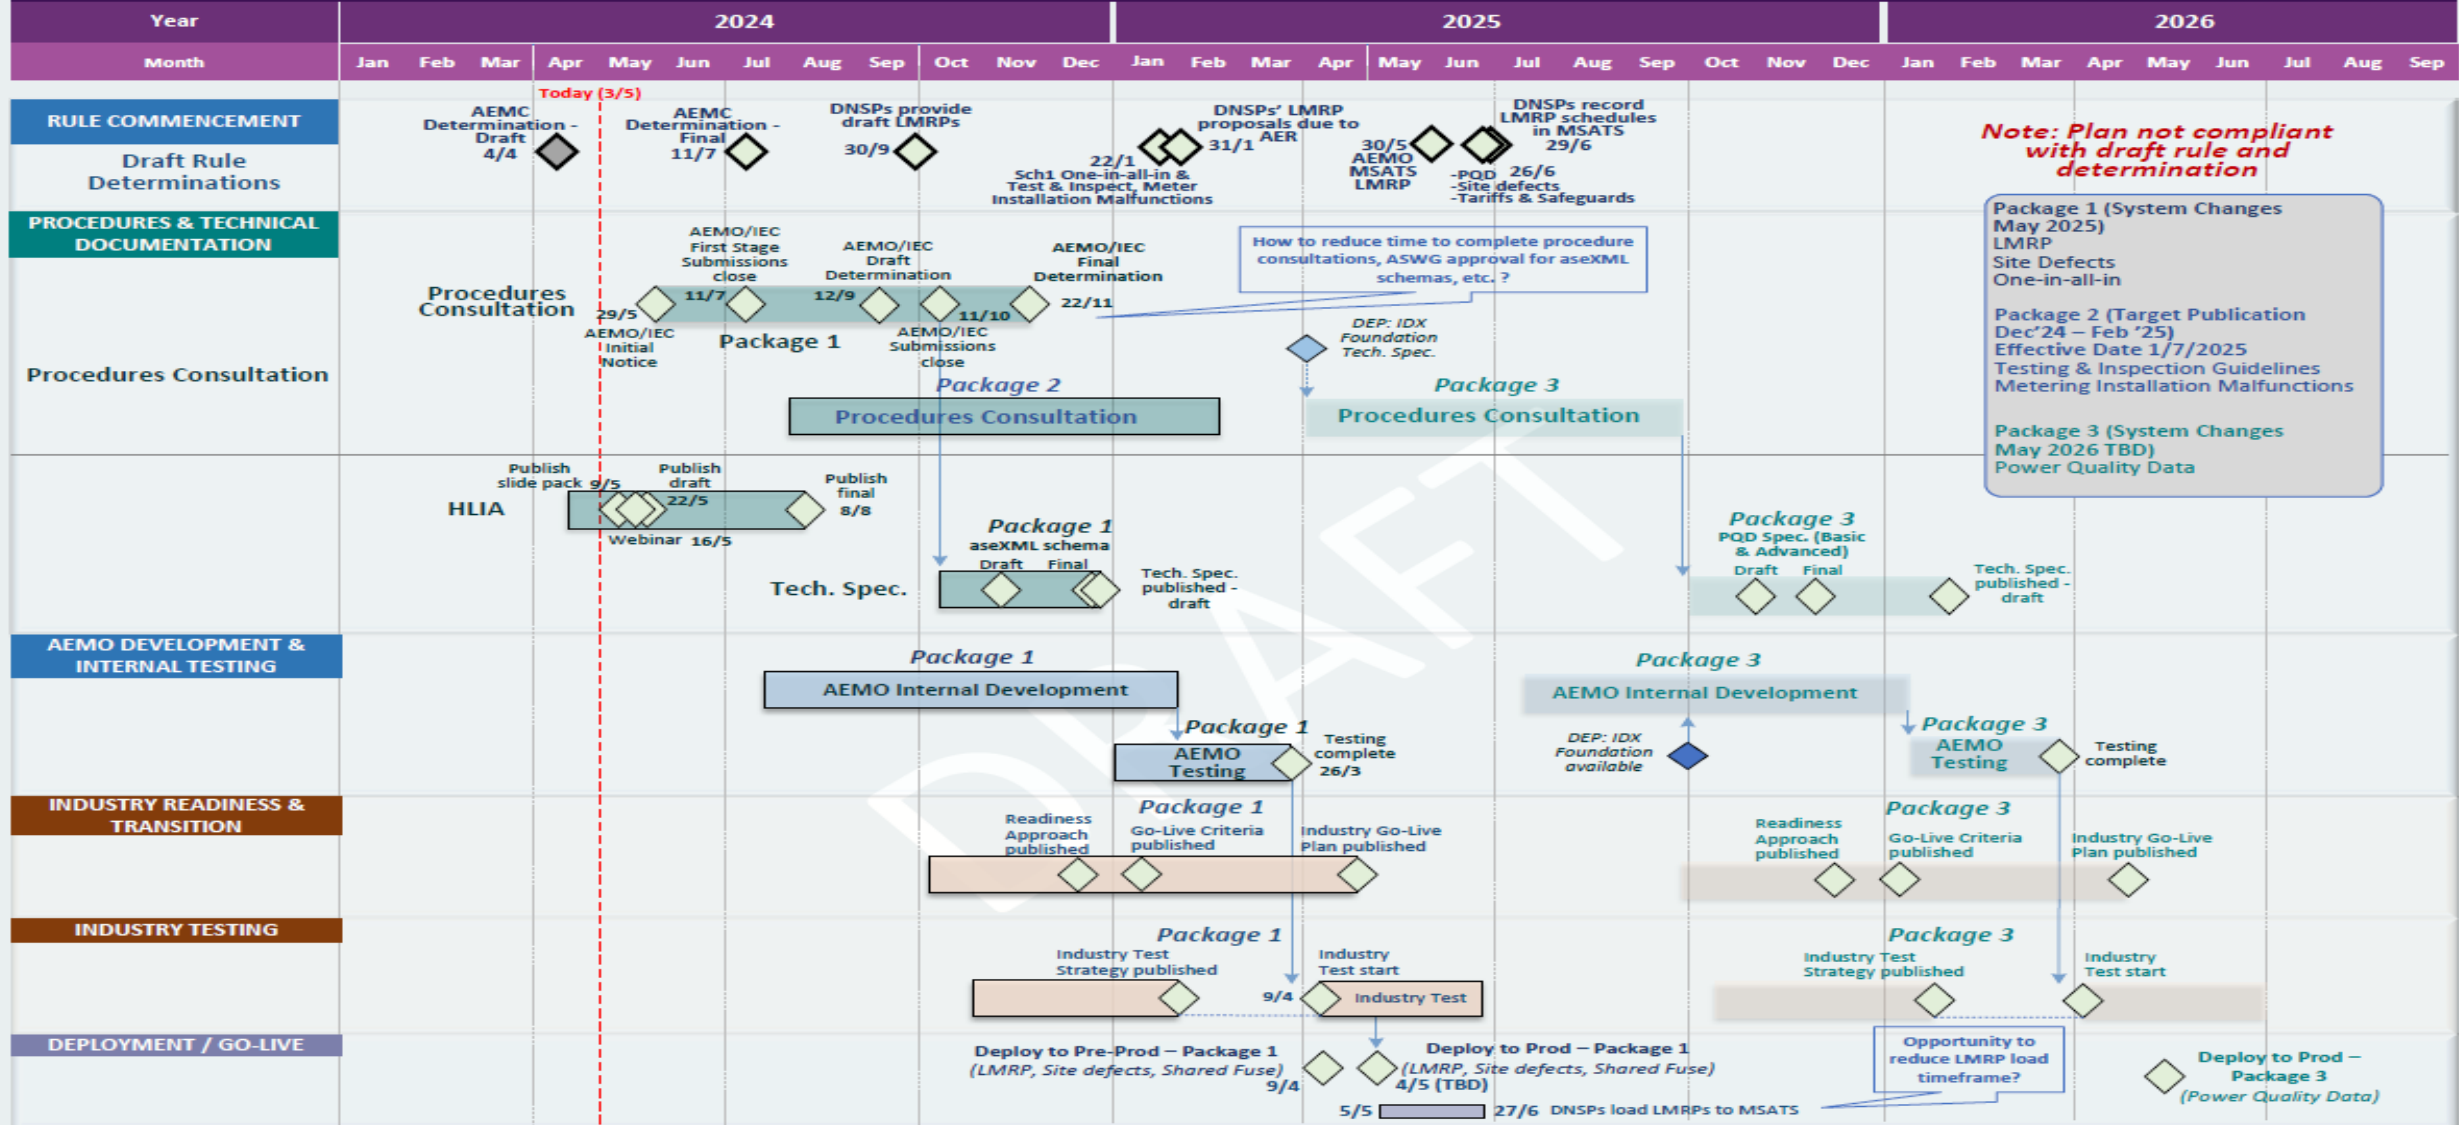 Year
2024
2025
2026
Month
Jan Feb Mar Apr May Jun Jul Aug Sep Oct Nov Dec Jan Feb Mar Apr May Jun Jul Aug Sep Oct Nov Dec Jan Feb Mar Apr May Jun Jul Aug Sep
Today (3/5)
RULE COMMENCEMENT
Draft Rule
Determinations
AEMC
Determination -
Draft
4/4
AEMC
Determination -
Final
11/7
DNSPs provide
draft LMRPs
30/9
22/1
Sch1 One-in-all-in &
Test & Inspect, Meter
Installation Malfunctions
DNSPs' LMRP
proposals due to
AER
31/1
30/5
AEMO
MSATS
LMRP
DNSPs record
LMRP schedules
in MSATS
29/6
26/6
-PQD
-Site defects
-Tariffs & Safeguards
Note: Plan not compliant
with draft rule and
determination
Package 1 (System Changes
May 2025)
LMRP
Site Defects
One-in-all-in
Package 2 (Target Publication
Dec'24 – Feb '25)
Effective Date 1/7/2025
Testing & Inspection Guidelines
Metering Installation Malfunctions
Package 3 (System Changes
May 2026 TBD)
Power Quality Data
PROCEDURES & TECHNICAL
DOCUMENTATION
Procedures Consultation
Procedures
Consultation
29/5
AEMO/IEC
Initial
Notice
AEMO/IEC
First Stage
Submissions
close
11/7
Package 1
AEMO/IEC
Draft
Determination
12/9
11/10
AEMO/IEC
Submissions
close
AEMO/IEC
Final
Determination
22/11
How to reduce time to complete procedure
consultations, ASWG approval for aseXML
schemas, etc. ?
DEP: IDX
Foundation
Tech. Spec.
Package 2
Procedures Consultation
Package 3
Procedures Consultation
HLIA
Publish
slide pack 9/5
Publish
draft
22/5
Webinar 16/5
Publish
final
8/8
Tech. Spec.
Package 1
aseXML schema
Draft Final
Tech. Spec.
published -
draft
Package 3
PQD Spec. (Basic
& Advanced)
Draft Final
Tech. Spec.
published -
draft
DRAFT
AEMO DEVELOPMENT &
INTERNAL TESTING
Package 1
AEMO Internal Development
Package 1
AEMO
Testing
Testing
complete
26/3
Package 3
AEMO Internal Development
DEP: IDX
Foundation
available
Package 3
AEMO
Testing
Testing
complete
INDUSTRY READINESS &
TRANSITION
Package 1
Readiness
Approach
published
Go-Live Criteria
published
Industry Go-Live
Plan published
Package 3
Readiness
Approach
published
Go-Live Criteria
published
Industry Go-Live
Plan published
INDUSTRY TESTING
Package 1
Industry Test
Strategy published
Industry
Test start
9/4
Industry Test
Package 3
Industry Test
Strategy published
Industry
Test start
DEPLOYMENT / GO-LIVE
Deploy to Pre-Prod – Package 1
(LMRP, Site defects, Shared Fuse)
9/4
Deploy to Prod – Package 1
(LMRP, Site defects, Shared Fuse)
4/5 (TBD)
5/5
27/6 DNSPs load LMRPs to MSATS
Opportunity to
reduce LMRP load
timeframe?
Deploy to Prod –
Package 3
(Power Quality Data)